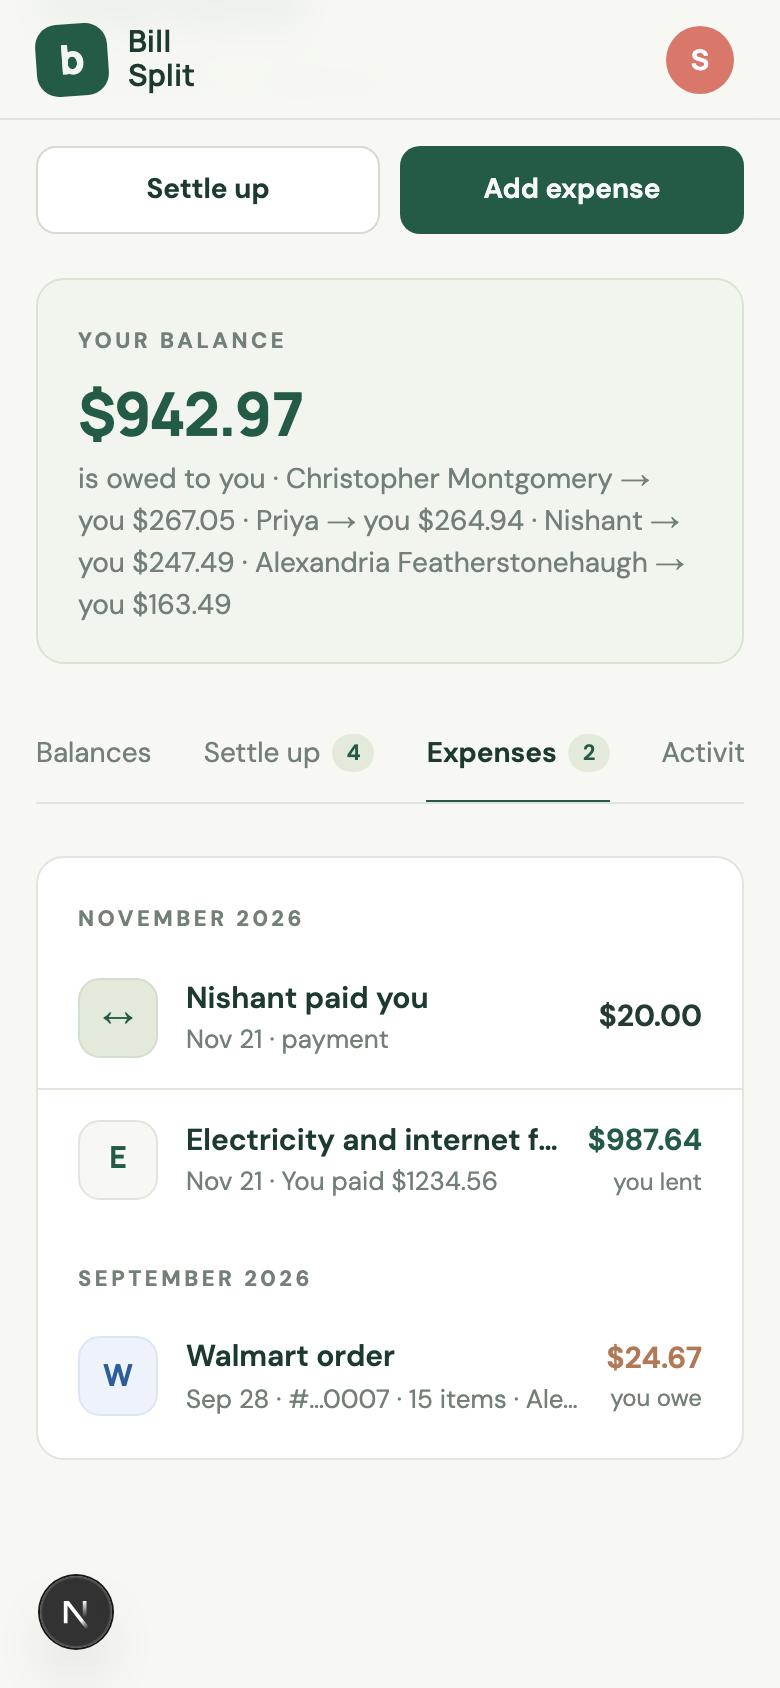 b
Bill
Split
S
Settle up
Add expense
YOUR BALANCE
$942.97
is owed to you · Christopher Montgomery →
you $267.05 · Priya → you $264.94 · Nishant →
you $247.49 · Alexandria Featherstonehaugh →
you $163.49
Balances
Settle up 4
Expenses 2
Activit
NOVEMBER 2026
↔
Nishant paid you
$20.00
Nov 21 · payment
E
Electricity and internet f...
$987.64
Nov 21 · You paid $1234.56
you lent
SEPTEMBER 2026
W
Walmart order
$24.67
Sep 28 · #...0007 · 15 items · Ale...
you owe
N